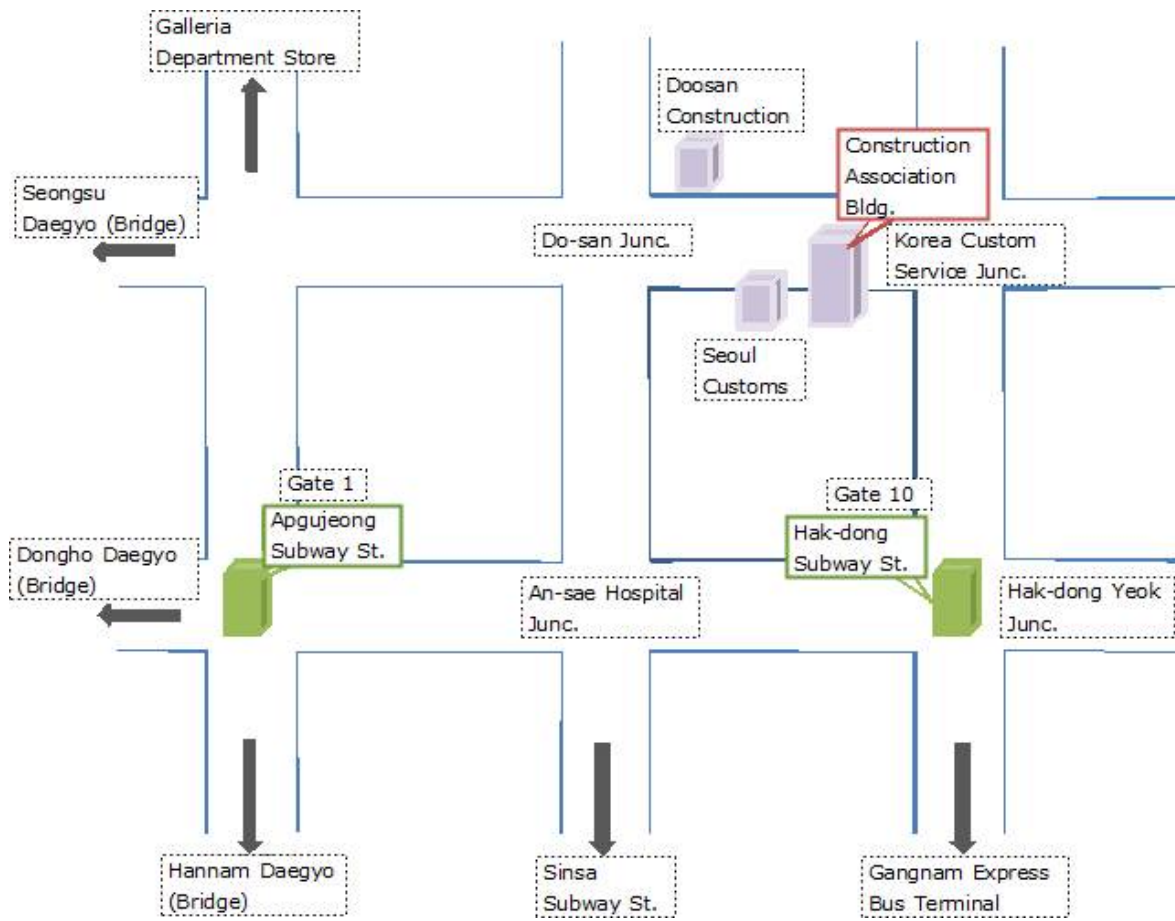 Galleria
Department Store
Doosan
Construction
Construction
Association
Bldg.
Seongsu
Daegyo (Bridge)
Do-san Junc.
Korea Custom
Service Junc.
Seoul
Customs
Gate 1
Apgujeong
Subway St.
Gate 10
Hak-dong
Subway St.
Dongho Daegyo
(Bridge)
An-sae Hospital
Junc.
Hak-dong Yeok
Junc.
Hannam Daegyo
(Bridge)
Sinsa
Subway St.
Gangnam Express
Bus Terminal